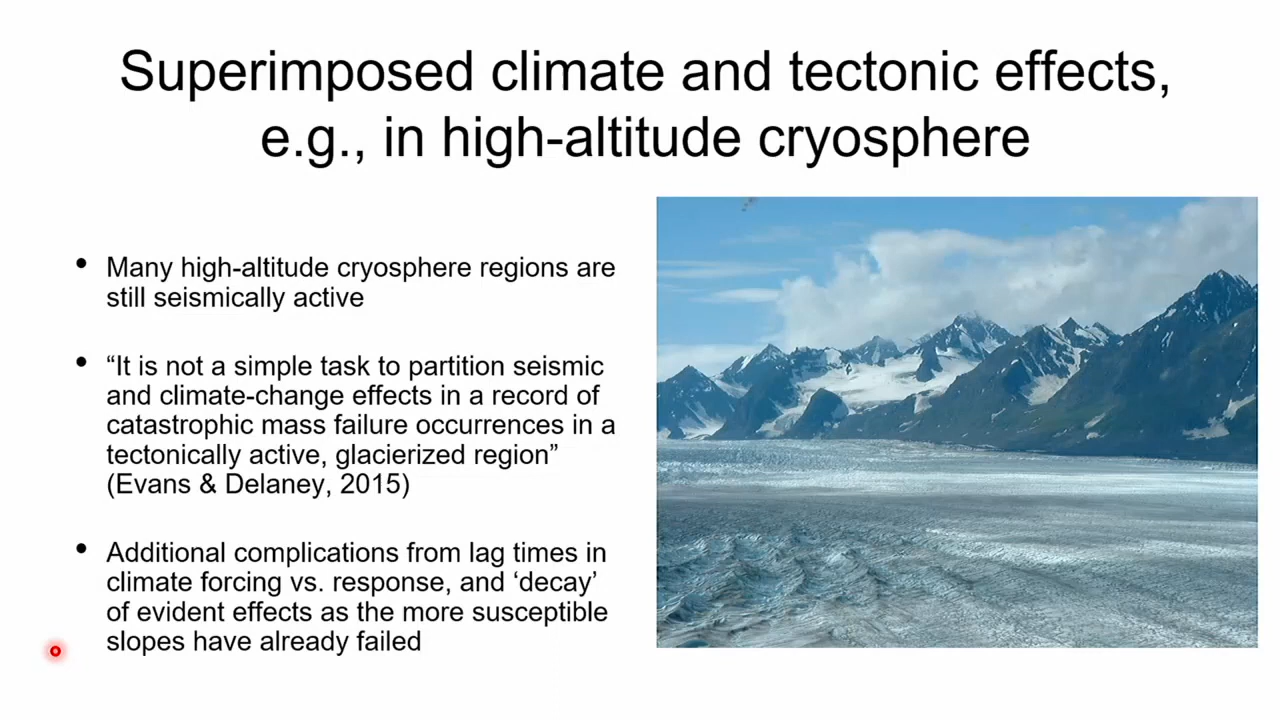 Superimposed climate and tectonic effects,
e.g., in high-altitude cryosphere
• Many high-altitude cryosphere regions are
still seismically active
• “It is not a simple task to partition seismic
and climate-change effects in a record of
catastrophic mass failure occurrences in a
tectonically active, glacierized region”
(Evans & Delaney, 2015)
• Additional complications from lag times in
climate forcing vs. response, and ‘decay’
of evident effects as the more susceptible
slopes have already failed